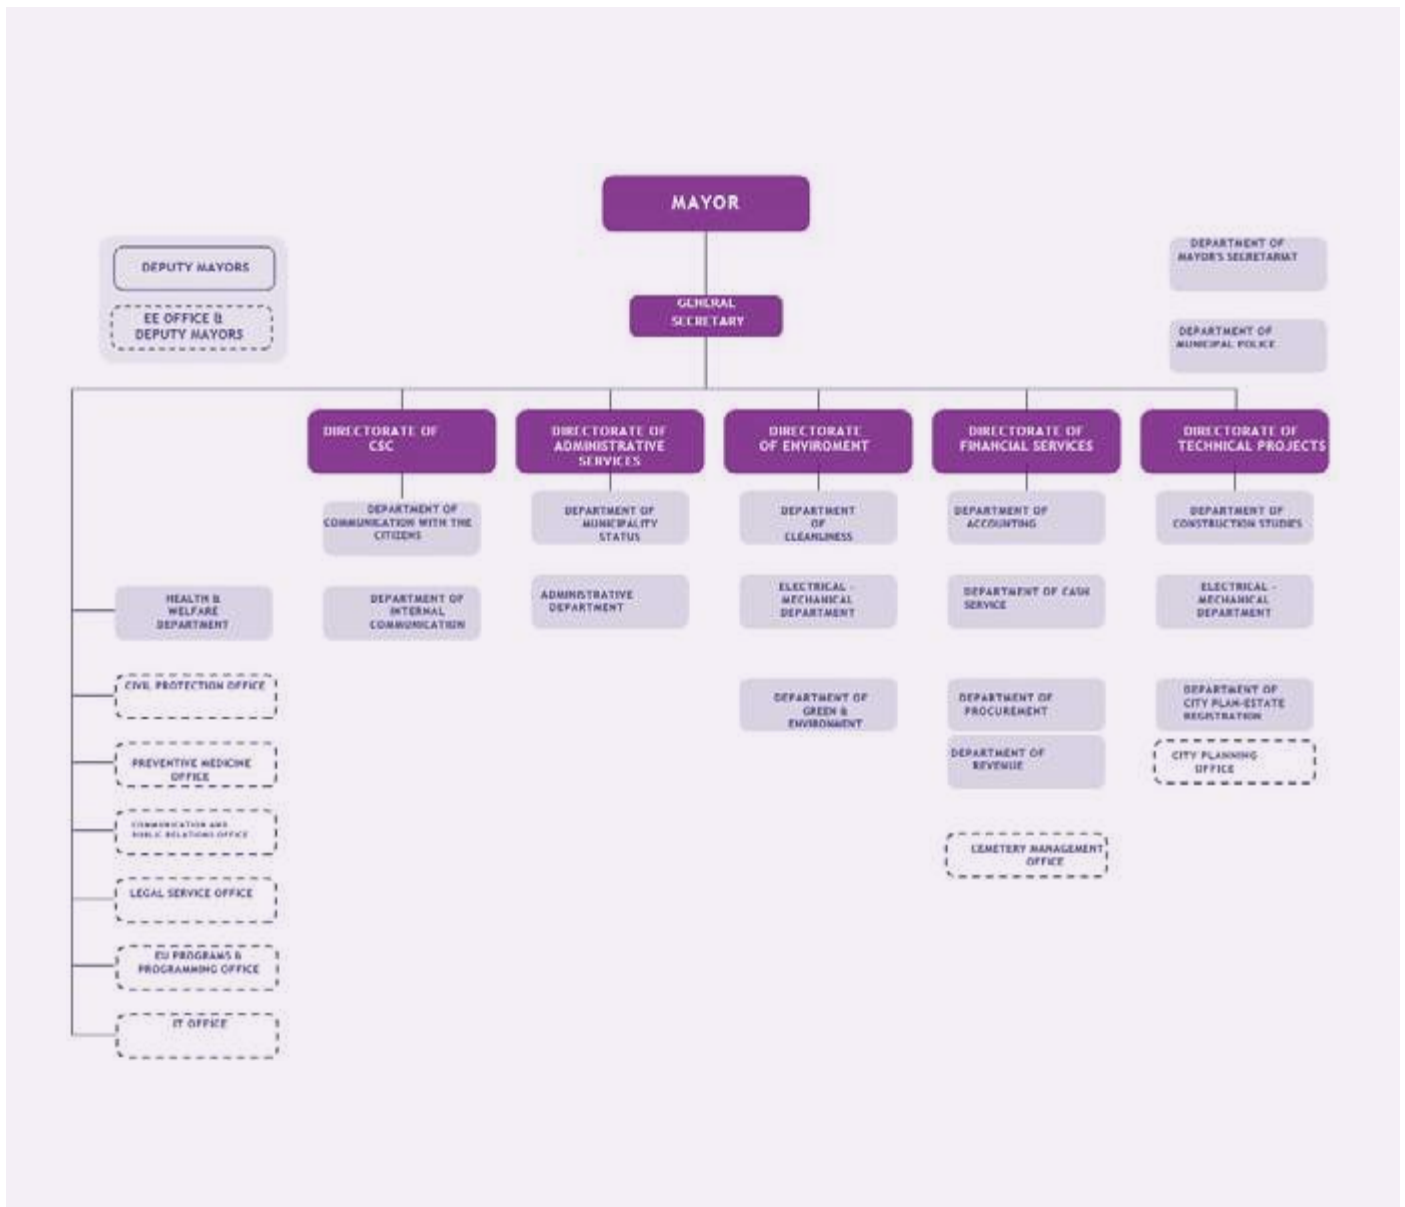 MAYOR
DEPUTY MAYORS
EE OFFICE &
DEPUTY MAYORS
GENERAL
SECRETARY
DEPARTMENT OF
MAYOR'S SECRETARIAT
DEPARTMENT OF
MUNICIPAL POLICE
DIRECTORATE OF
CSC
DIRECTORATE OF
ADMINISTRATIVE
SERVICES
DIRECTORATE
OF ENVIROMENT
DIRECTORATE OF
FINANCIAL SERVICES
DIRECTORATE OF
TECHNICAL PROJECTS
DEPARTMENT OF
COMMUNICATION WITH THE
CITIZENS
DEPARTMENT OF
MUNICIPALITY
STATUS
DEPARTMENT
OF
CLEANLINESS
DEPARTMENT OF
ACCOUNTING
DEPARTMENT OF
CONSTRUCTION STUDIES
HEALTH &
WELFARE
DEPARTMENT
DEPARTMENT OF
INTERNAL
COMMUNICATION
ADMINISTRATIVE
DEPARTMENT
ELECTRICAL -
MECHANICAL
DEPARTMENT
DEPARTMENT OF CASH
SERVICE
ELECTRICAL -
MECHANICAL
DEPARTMENT
CIVIL PROTECTION OFFICE
DEPARTMENT OF
GREEN &
ENVIRONMENT
DEPARTMENT OF
PROCUREMENT
DEPARTMENT OF
CITY PLAN-ESTATE
REGISTRATION
PREVENTIVE MEDICINE
OFFICE
DEPARTMENT OF
REVENUE
CITY PLANNING
OFFICE
COMMUNICATION AND
PUBLIC RELATIONS OFFICE
CEMETERY MANAGEMENT
OFFICE
LEGAL SERVICE OFFICE
EU PROGRAMS &
PROGRAMMING OFFICE
IT OFFICE